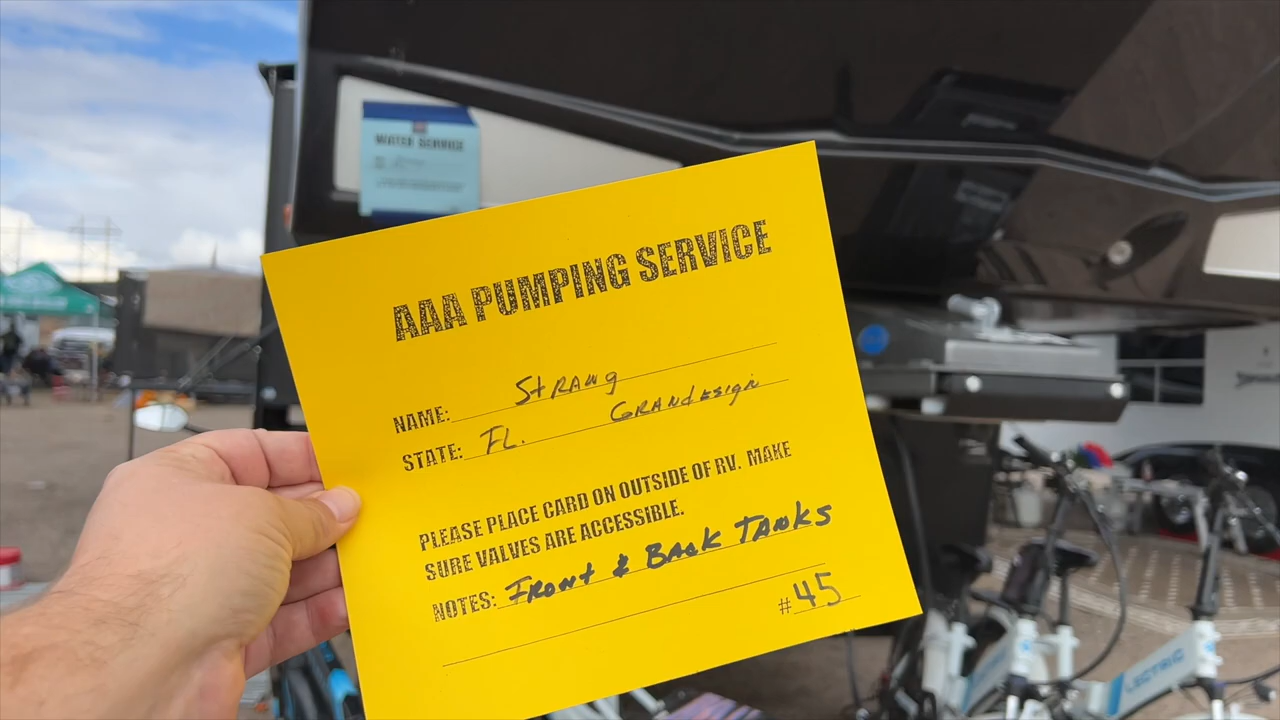 WATER SERVICE
AAA PUMPING SERVICE
NAME: Strang
STATE: FL. GRANdESIgn
PLEASE PLACE CARD ON OUTSIDE OF RV. MAKE
SURE VALVES ARE ACCESSIBLE.
NOTES: FRONt & BACK TANKS
#45
LECTRIC